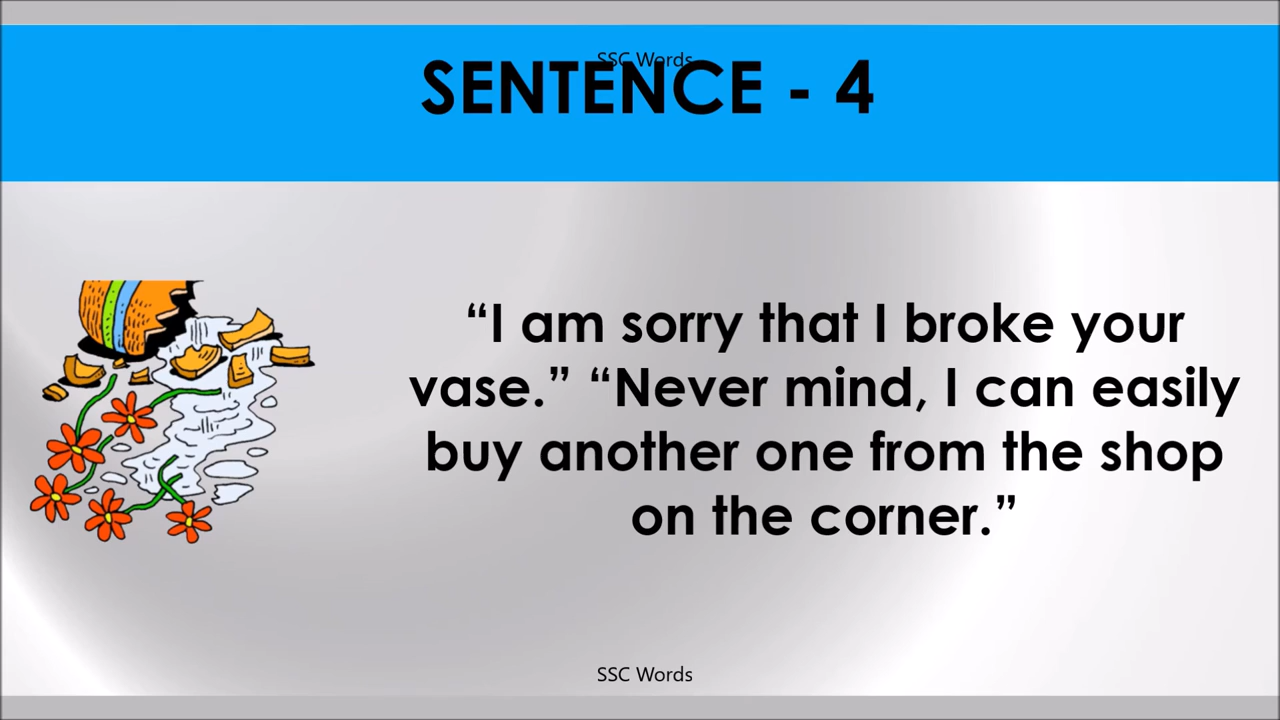 SSC Words
SENTENCE - 4
“I am sorry that I broke your
vase.” “Never mind, I can easily
buy another one from the shop
on the corner.”
SSC Words